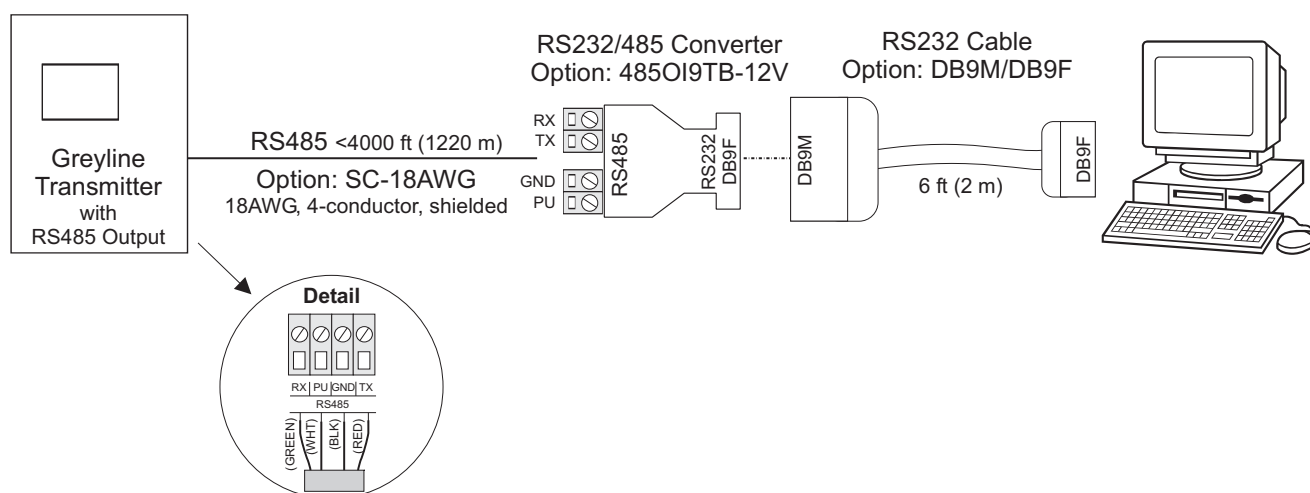 Greyline
Transmitter
with
RS485 Output
RS485 <4000 ft (1220 m)
Option: SC-18AWG
18AWG, 4-conductor, shielded
RS232/485 Converter
Option: 485OI9TB-12V
RX
TX
GND
PU
RS485
RS232
DB9F
RS232 Cable
Option: DB9M/DB9F
DB9M
6 ft (2 m)
DB9F
Detail
RX PU GND TX
RS485
(GREEN)
(WHT)
(BLK)
(RED)